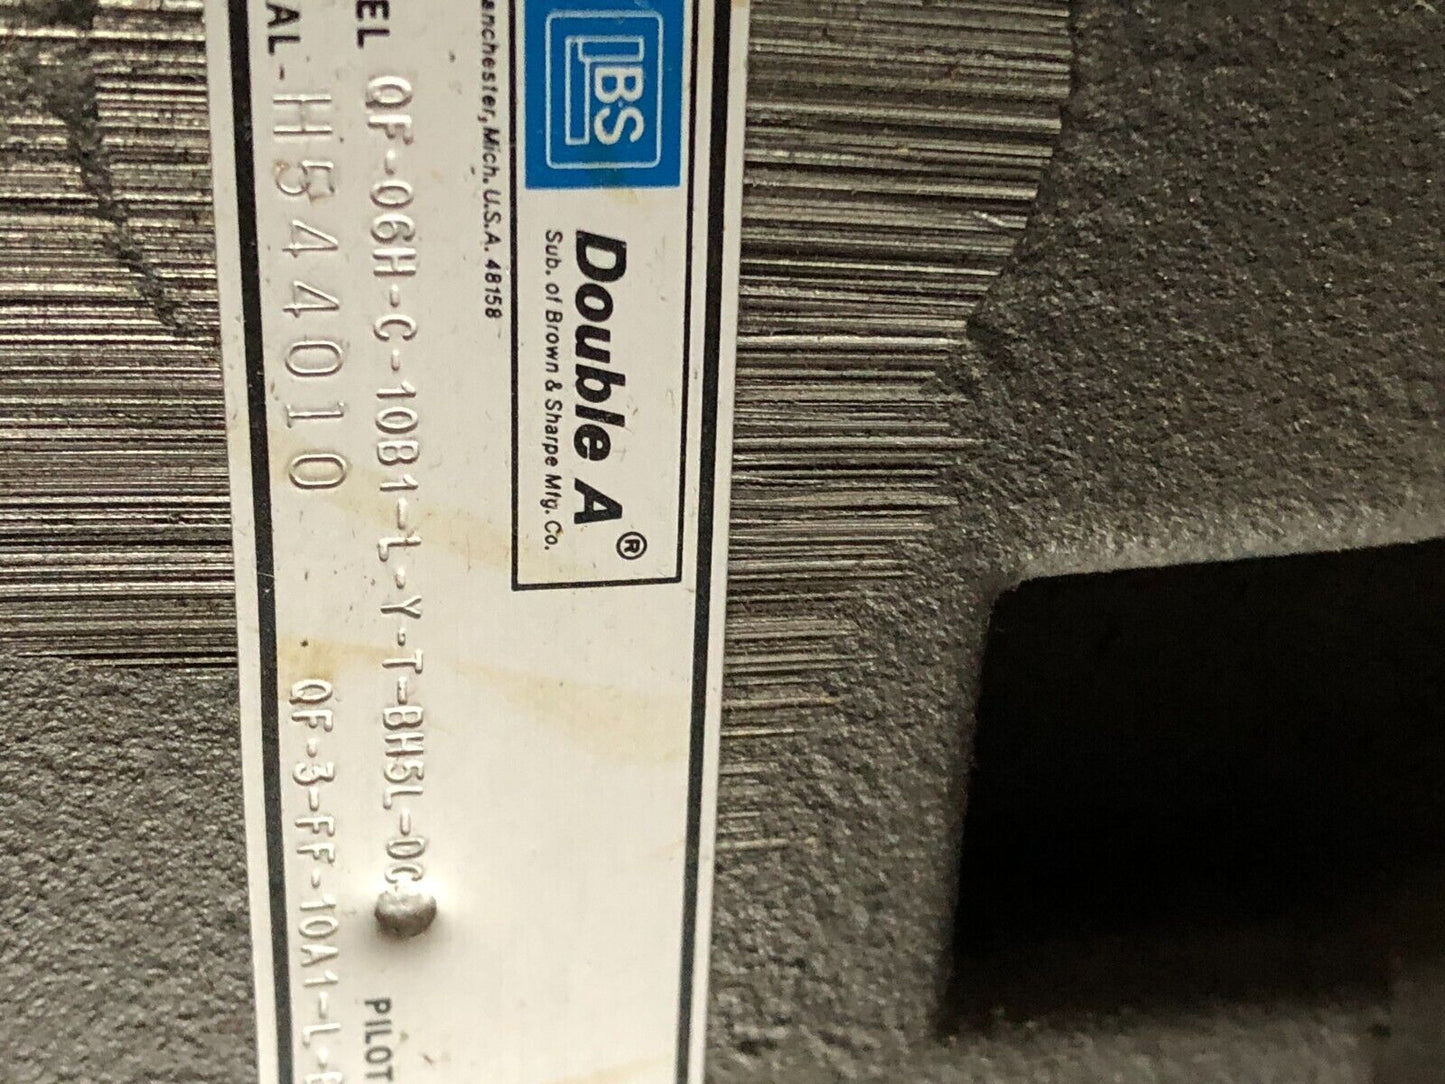 BS
Double A®
Sub. of Brown & Sharpe Mfg. Co.
anchester, Mich. U.S.A. 48158
EL QF-06H-C-10B1-L-Y-T-BH5L-0C
PILOT
AL- H544010 QF-3-FF-10A1-L-